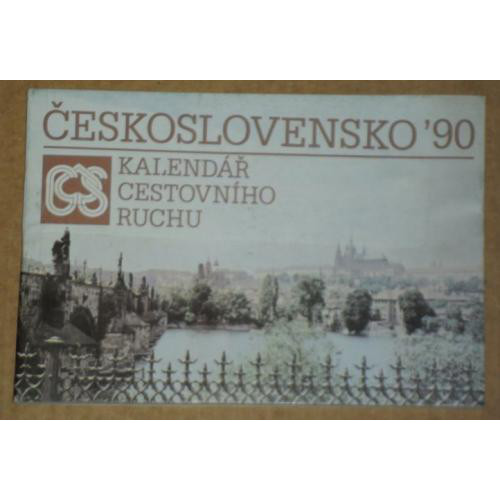 ČESKOSLOVENSKO '90
KALENDÁŘ
CESTOVNÍHO
RUCHU
ČS